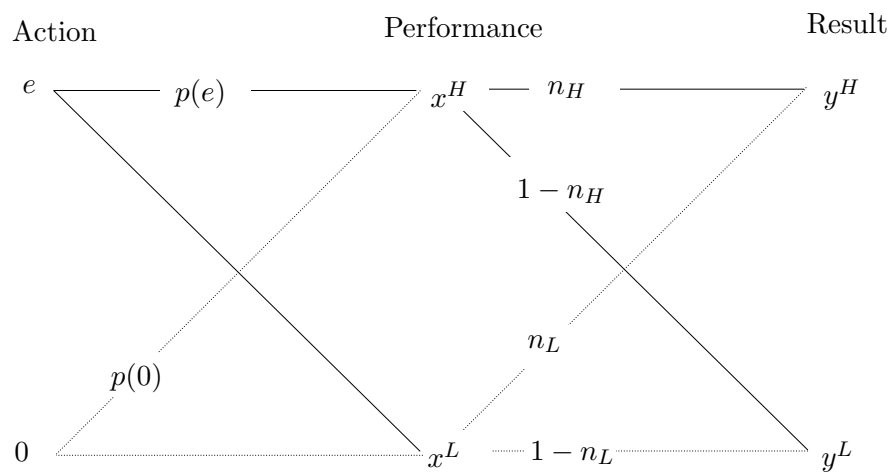 Action Performance Result
e p(e) x^H n_H y^H
1 − n_H
n_L
p(0)
0 x^L 1 − n_L y^L